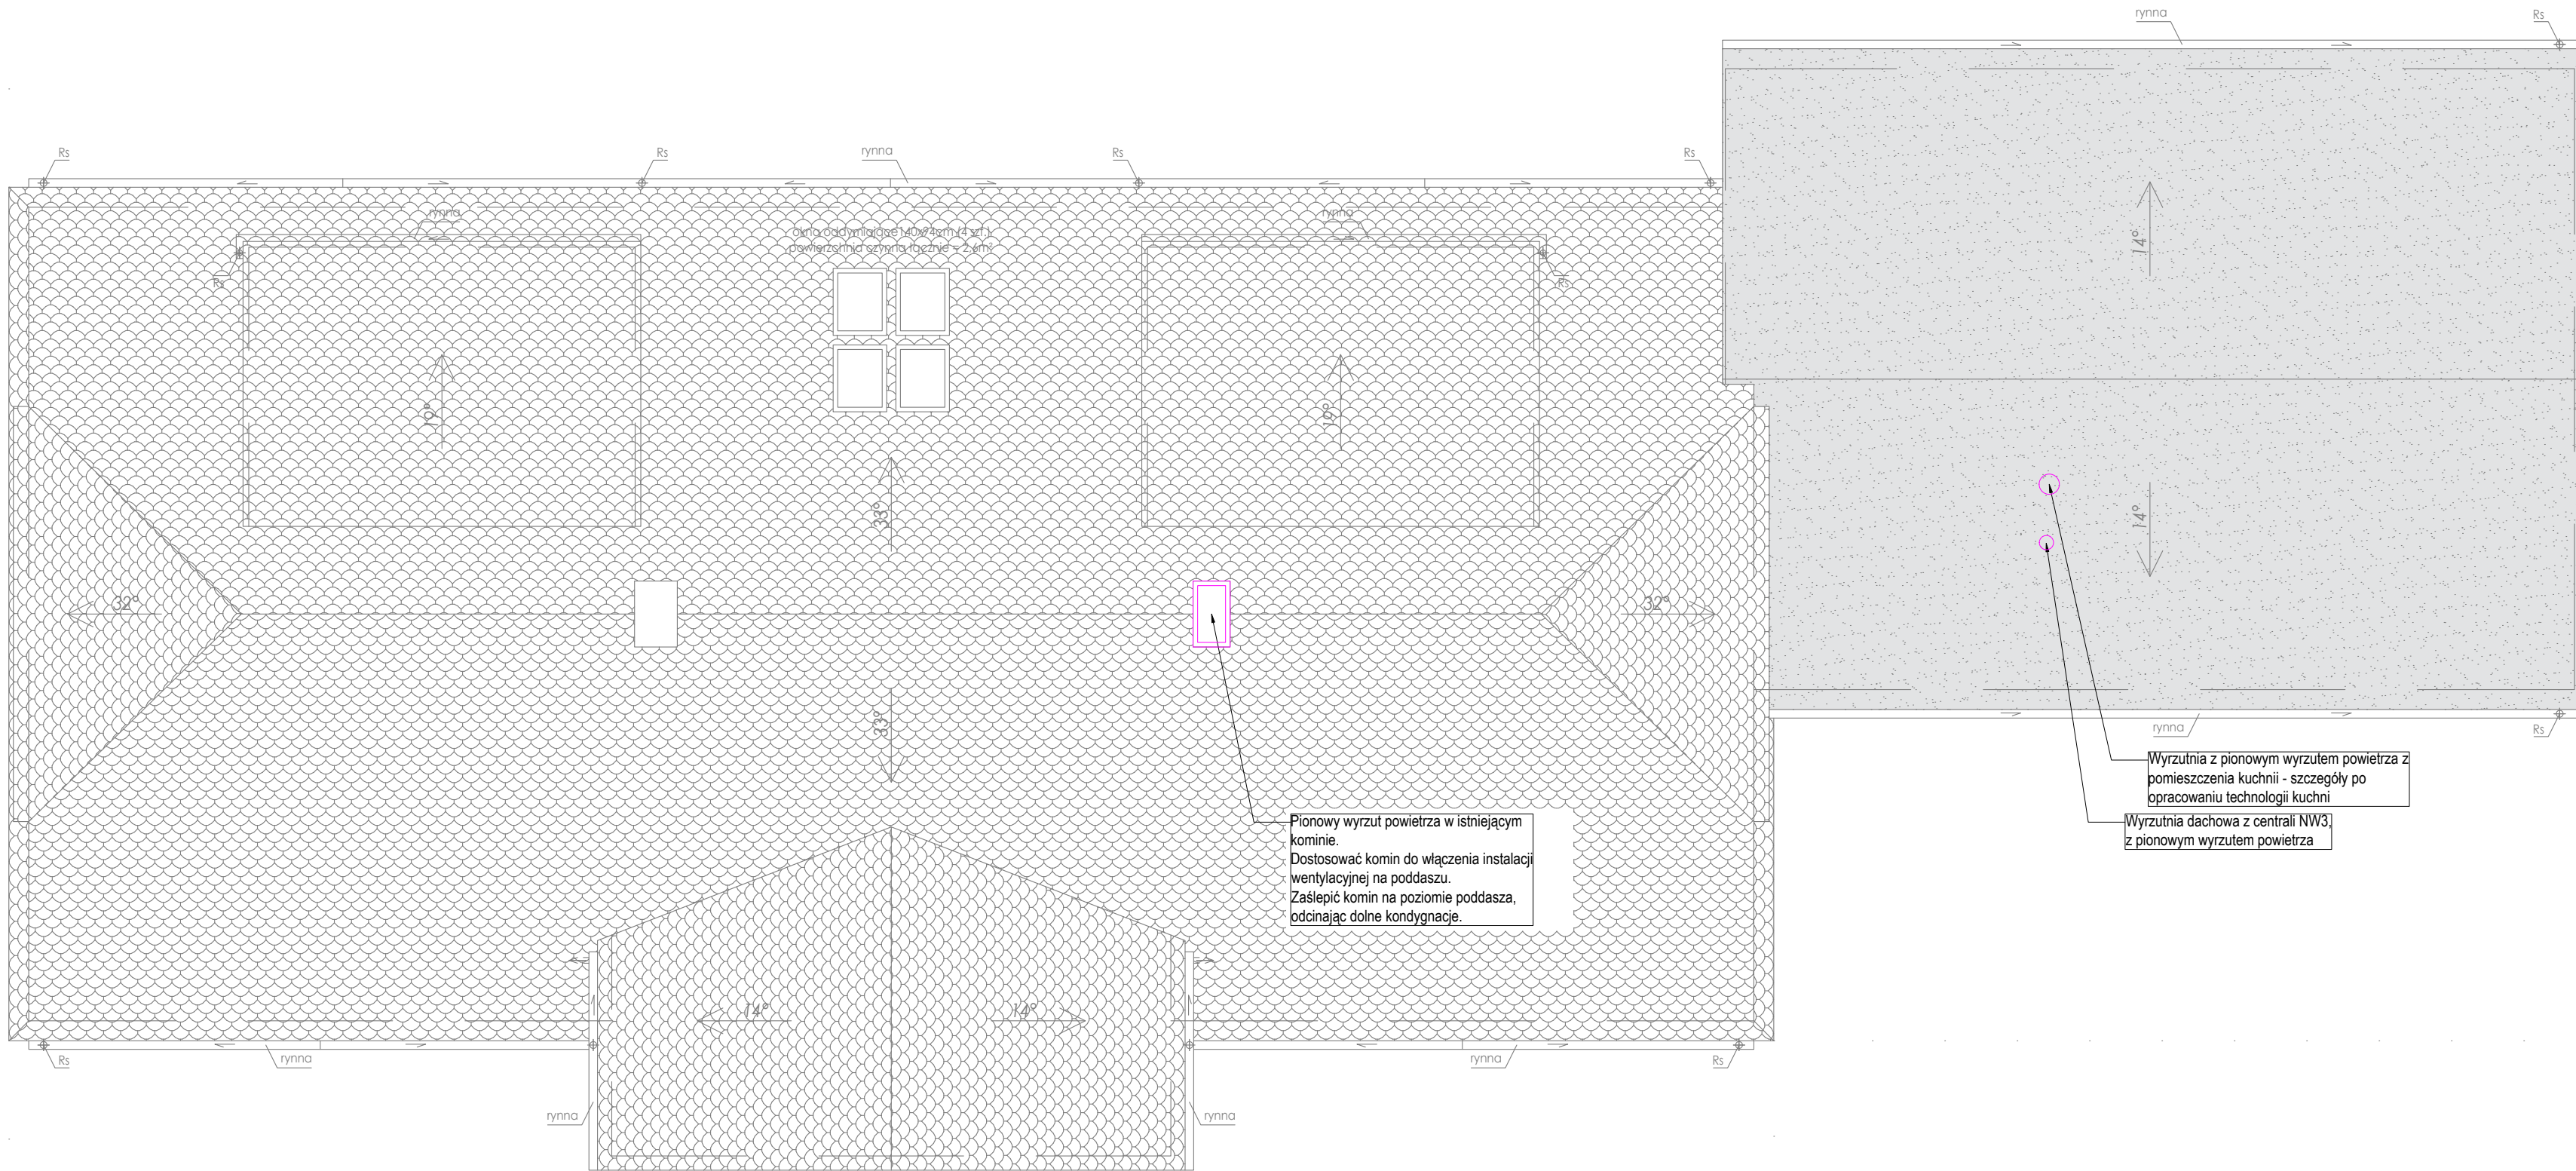 rynna
Rs
Rs
Rs
rynna
Rs
Rs
rynna
rynna
okna oddymiające 140x94cm (4 szt.)
powierzchnia czynna łącznie = 2,6m²
Rs
Rs
14°
19°
19°
33°
14°
32°
32°
33°
rynna
Rs
Wyrzutnia z pionowym wyrzutem powietrza z
pomieszczenia kuchnii - szczegóły po
opracowaniu technologii kuchni
Wyrzutnia dachowa z centrali NW3,
z pionowym wyrzutem powietrza
Pionowy wyrzut powietrza w istniejącym
kominie.
Dostosować komin do włączenia instalacji
wentylacyjnej na poddaszu.
Zaślepić komin na poziomie poddasza,
odcinając dolne kondygnacje.
14°
14°
Rs
rynna
rynna
Rs
rynna
rynna